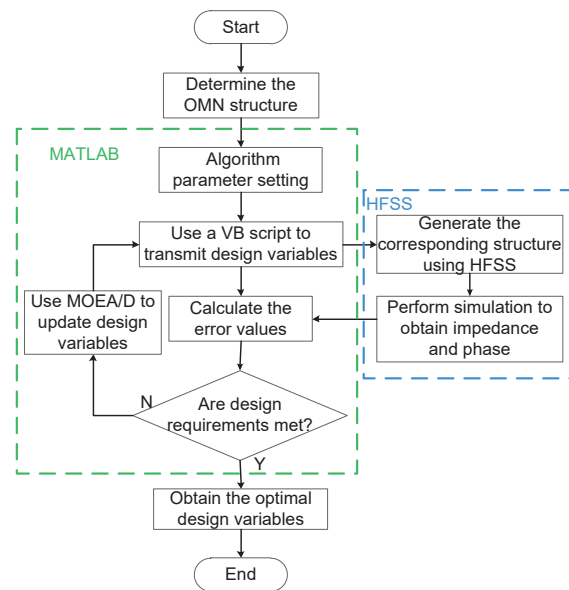 Start
Determine the
OMN structure
MATLAB
Algorithm
parameter setting
HFSS
Use a VB script to
transmit design variables
Generate the
corresponding structure
using HFSS
Use MOEA/D to
update design
variables
Calculate the
error values
Perform simulation to
obtain impedance
and phase
N
Are design
requirements met?
Y
Obtain the optimal
design variables
End